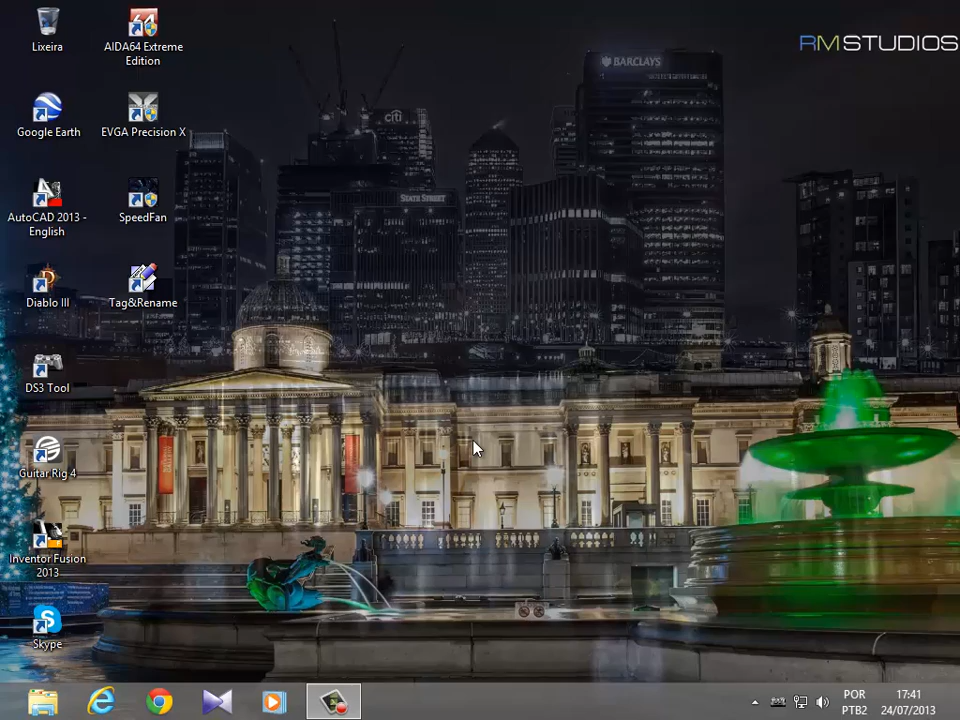 Lixeira
AIDA64 Extreme
Edition
Google Earth
EVGA Precision X
AutoCAD 2013 -
English
SpeedFan
Diablo III
Tag&Rename
DS3 Tool
Guitar Rig 4
Inventor Fusion
2013
Skype
RMSTUDIOS
BARCLAYS
citi
STATE STREET
POR
PTB2
17:41
24/07/2013